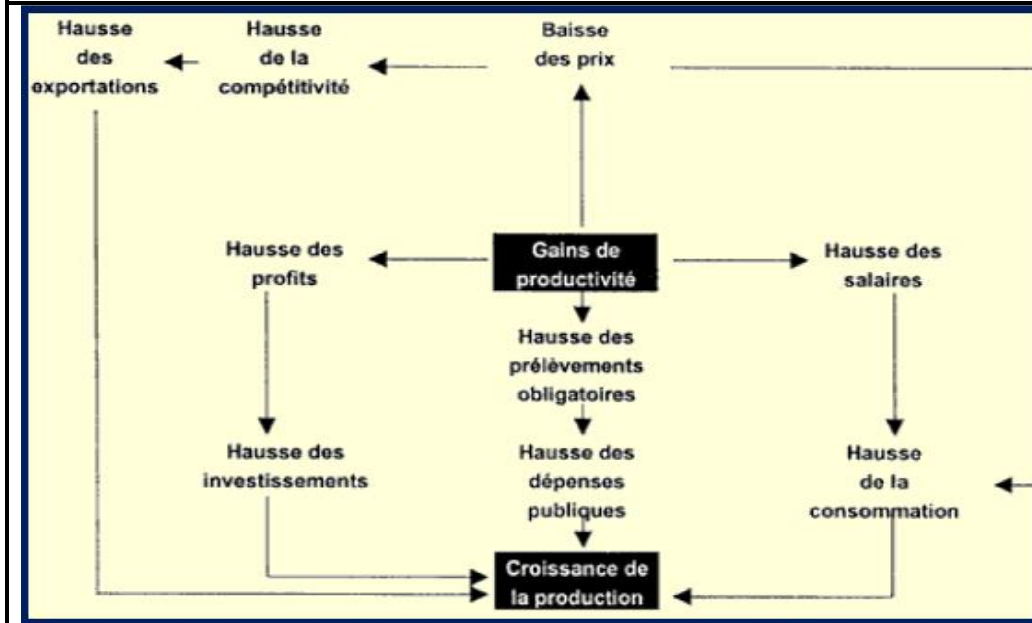 Hausse
des
exportations
Hausse
de la
compétitivité
Baisse
des prix
Hausse des
profits
Gains de
productivité
Hausse des
salaires
Hausse des
prélèvements
obligatoires
Hausse des
investissements
Hausse des
dépenses
publiques
Hausse
de la
consommation
Croissance de
la production